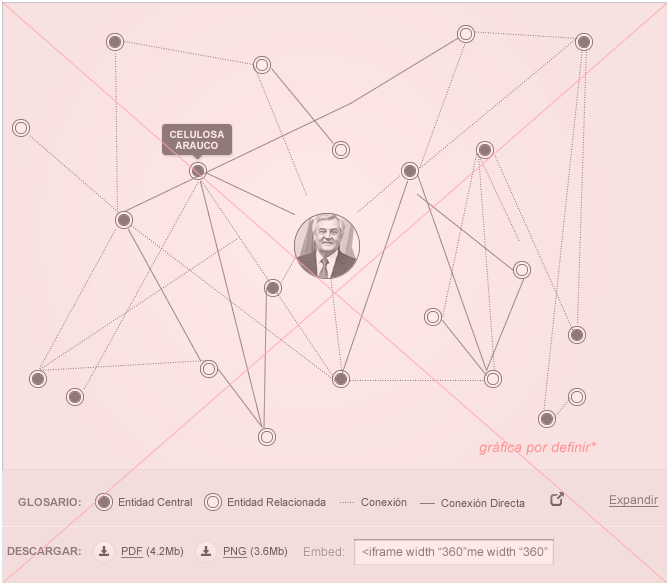 CELULOSA
ARAUCO
gráfica por definir*
GLOSARIO: Entidad Central Entidad Relacionada Conexión Conexión Directa Expandir
DESCARGAR: PDF (4.2Mb) PNG (3.6Mb) Embed: <iframe width “360”me width “360”